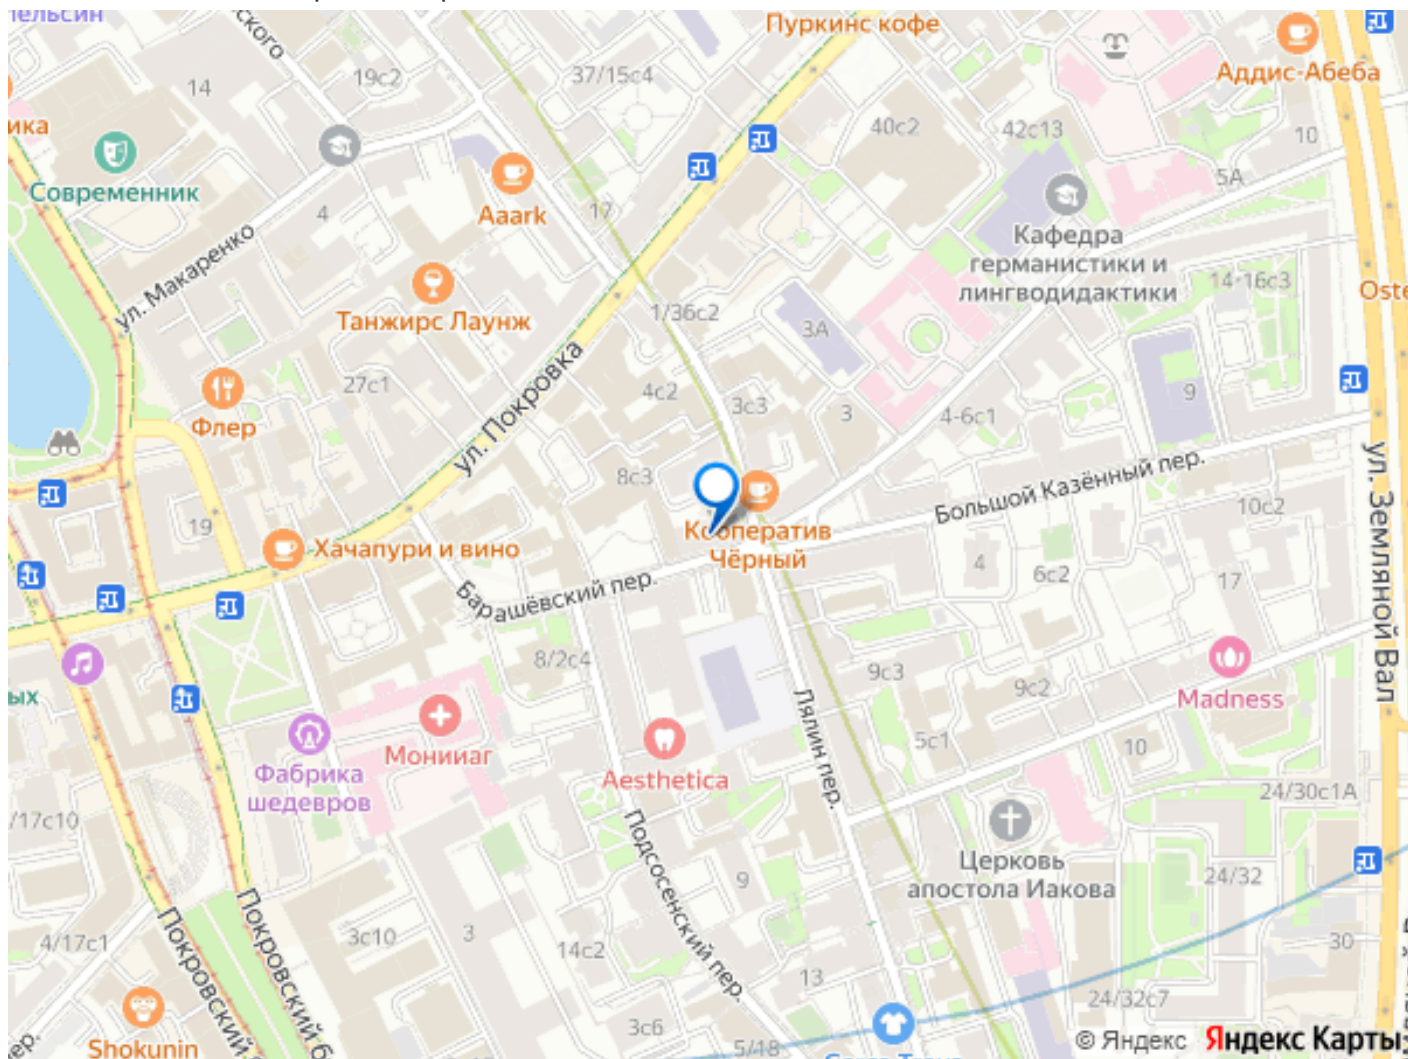 Пуркинс кофе
ского
19с2
37/15с4
14
Аддис-Абеба
40с2
42с13
10
5А
Современник
4
Aaark
17
Кафедра
германистики и
лингводидактики
ул. Макаренко
14-16с3
Танжирс Лаунж
1/36с2
3А
27с1
ул. Покровка
4с2
3с3
3
4-6с1
9
Флер
8с3
Большой Казённый пер.
10с2
ул. Земляной Вал
19
Хачапури и вино
Кооператив
Чёрный
Барашёвский пер.
4
6с2
17
8/2с4
9с3
9с2
Madness
Лялин пер.
Мониаг
5с1
10
Фабрика
шедевров
Aesthetica
24/30с1А
/17с10
Подсосенский пер.
Церковь
апостола Иакова
24/32
9
Покровский
Покровский б
4/17с1
3с10
3
14с2
13
30
24/32с7
3с6
5/18
Shokunin
© Яндекс
Яндекс Карты